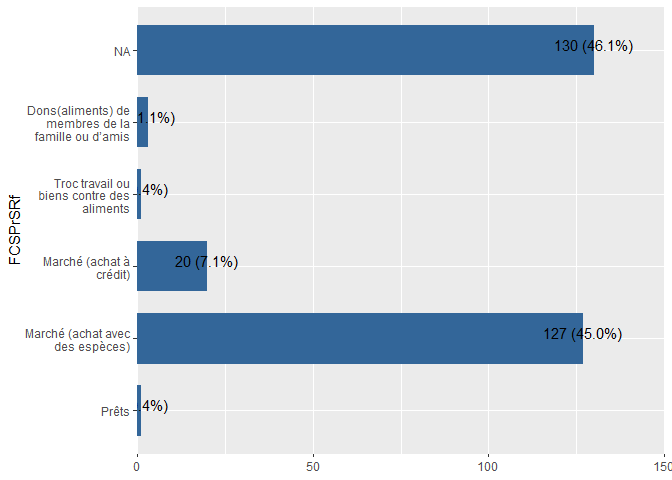 FCSPrSRf
NA
130 (46.1%)
Dons(aliments) de
membres de la
famille ou d'amis
1.1%)
Troc travail ou
biens contre des
aliments
4%)
Marché (achat à
crédit)
20 (7.1%)
Marché (achat avec
des espèces)
127 (45.0%)
Prêts
4%)
0
50
100
150